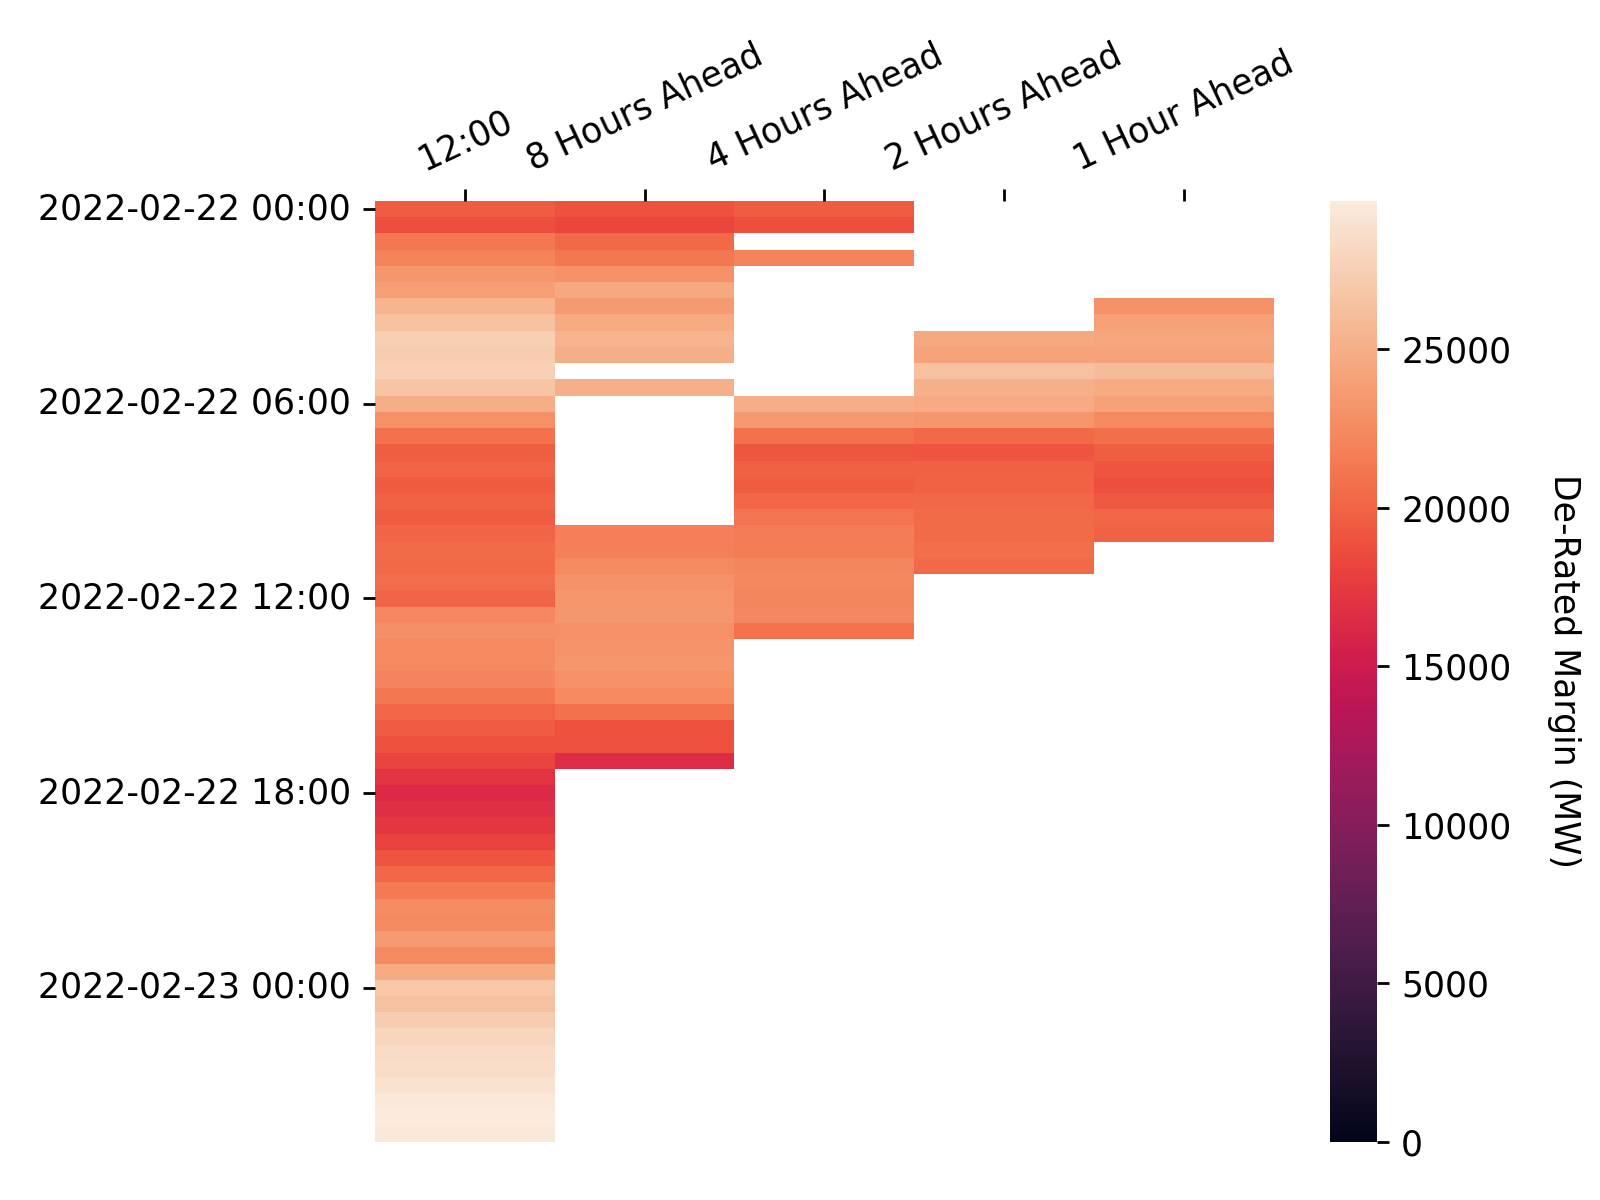 12:00
8 Hours Ahead
4 Hours Ahead
2 Hours Ahead
1 Hour Ahead
2022-02-22 00:00
2022-02-22 06:00
2022-02-22 12:00
2022-02-22 18:00
2022-02-23 00:00
25000
20000
15000
10000
5000
0
De-Rated Margin (MW)